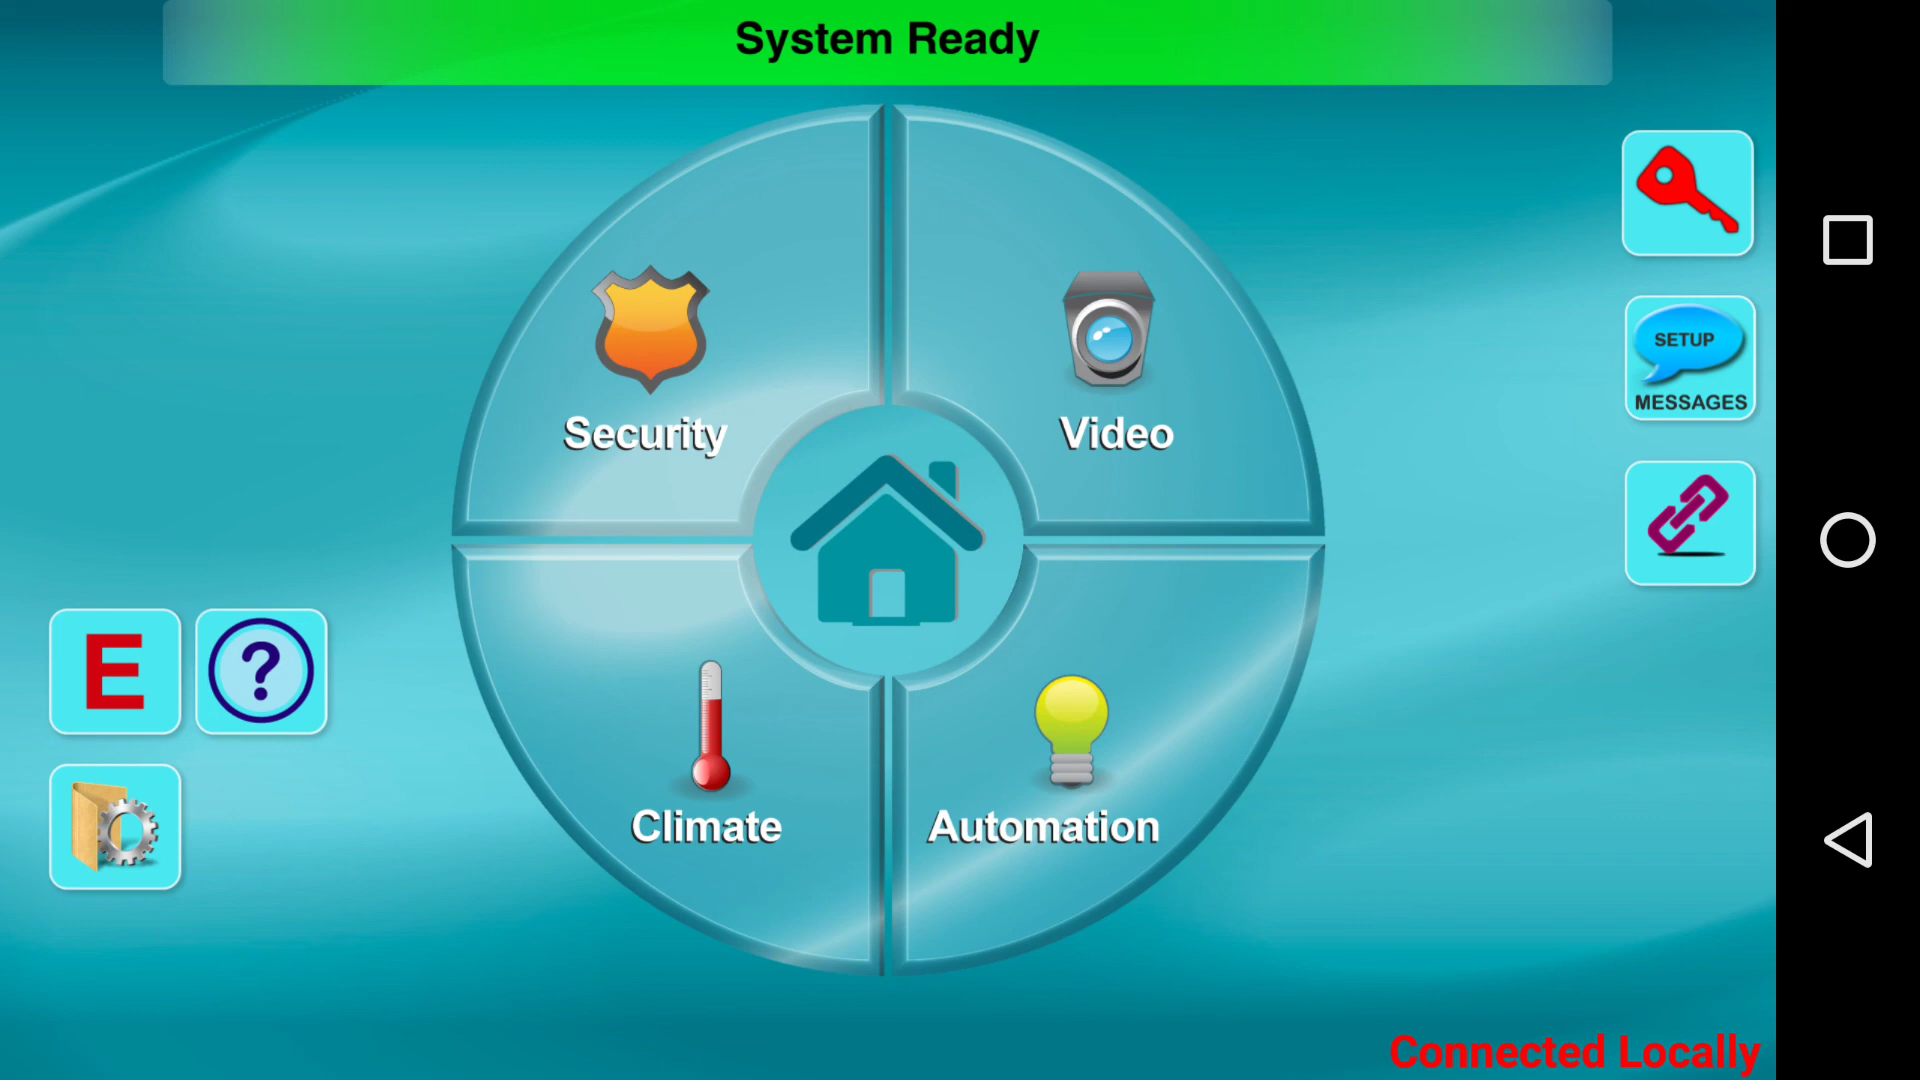 System Ready
Security
Video
SETUP
MESSAGES
E
?
Climate
Automation
Connected Locally